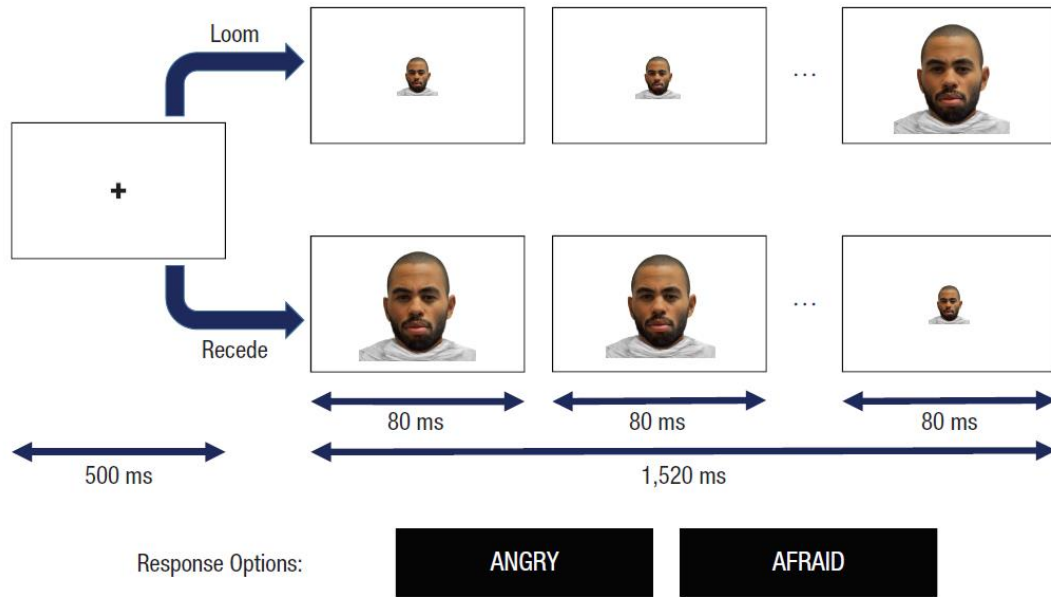 Loom
...
+
...
Recede
80 ms
80 ms
80 ms
500 ms
1,520 ms
Response Options:
ANGRY
AFRAID